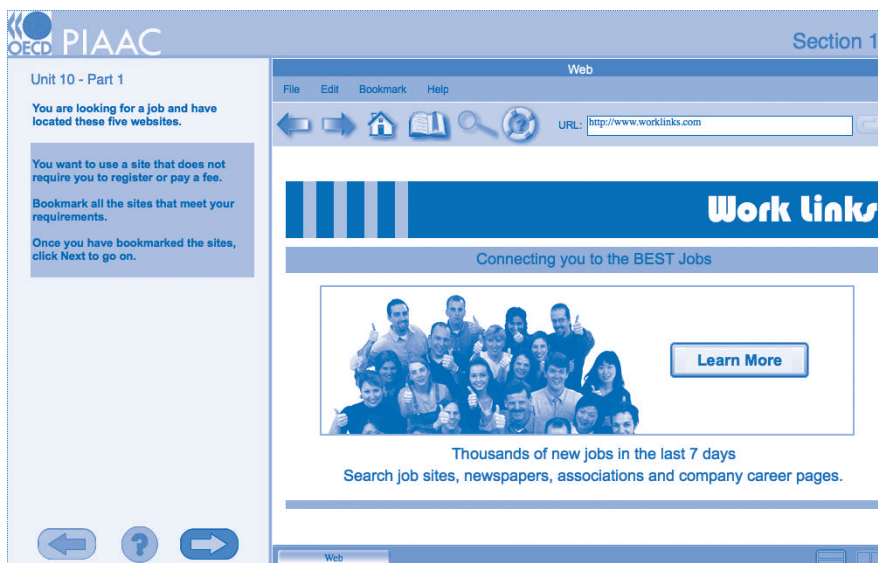 OECD PIAAC
Section 1
Unit 10 - Part 1
You are looking for a job and have
located these five websites.
You want to use a site that does not
require you to register or pay a fee.
Bookmark all the sites that meet your
requirements.
Once you have bookmarked the sites,
click Next to go on.
?
Web
File Edit Bookmark Help
?
URL: http://www.worklinks.com
Work Links
Connecting you to the BEST Jobs
Learn More
Thousands of new jobs in the last 7 days
Search job sites, newspapers, associations and company career pages.
Web